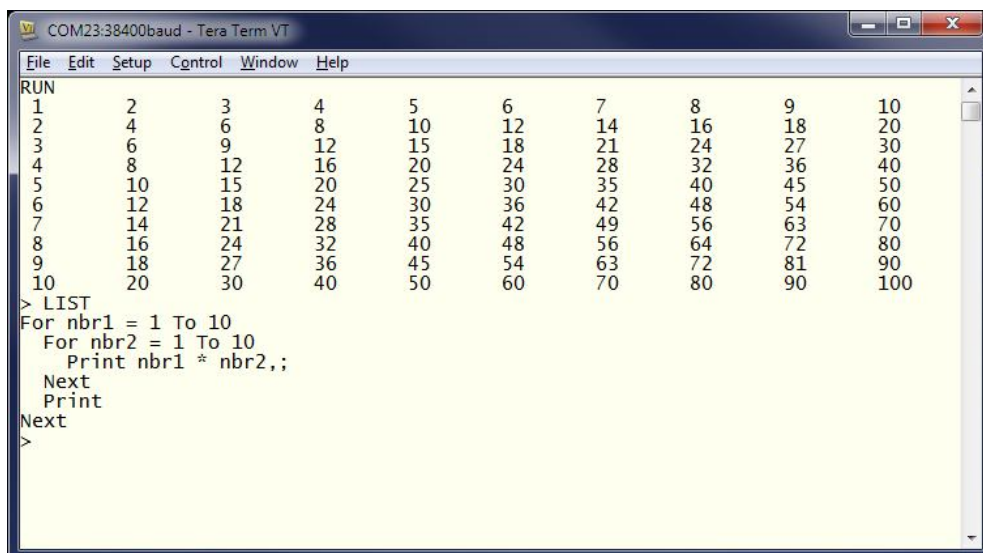 COM23:38400baud - Tera Term VT
File Edit Setup Control Window Help
RUN
1 2 3 4 5 6 7 8 9 10
2 4 6 8 10 12 14 16 18 20
3 6 9 12 15 18 21 24 27 30
4 8 12 16 20 24 28 32 36 40
5 10 15 20 25 30 35 40 45 50
6 12 18 24 30 36 42 48 54 60
7 14 21 28 35 42 49 56 63 70
8 16 24 32 40 48 56 64 72 80
9 18 27 36 45 54 63 72 81 90
10 20 30 40 50 60 70 80 90 100
> LIST
For nbr1 = 1 To 10
  For nbr2 = 1 To 10
    Print nbr1 * nbr2,;
  Next
  Print
Next
>